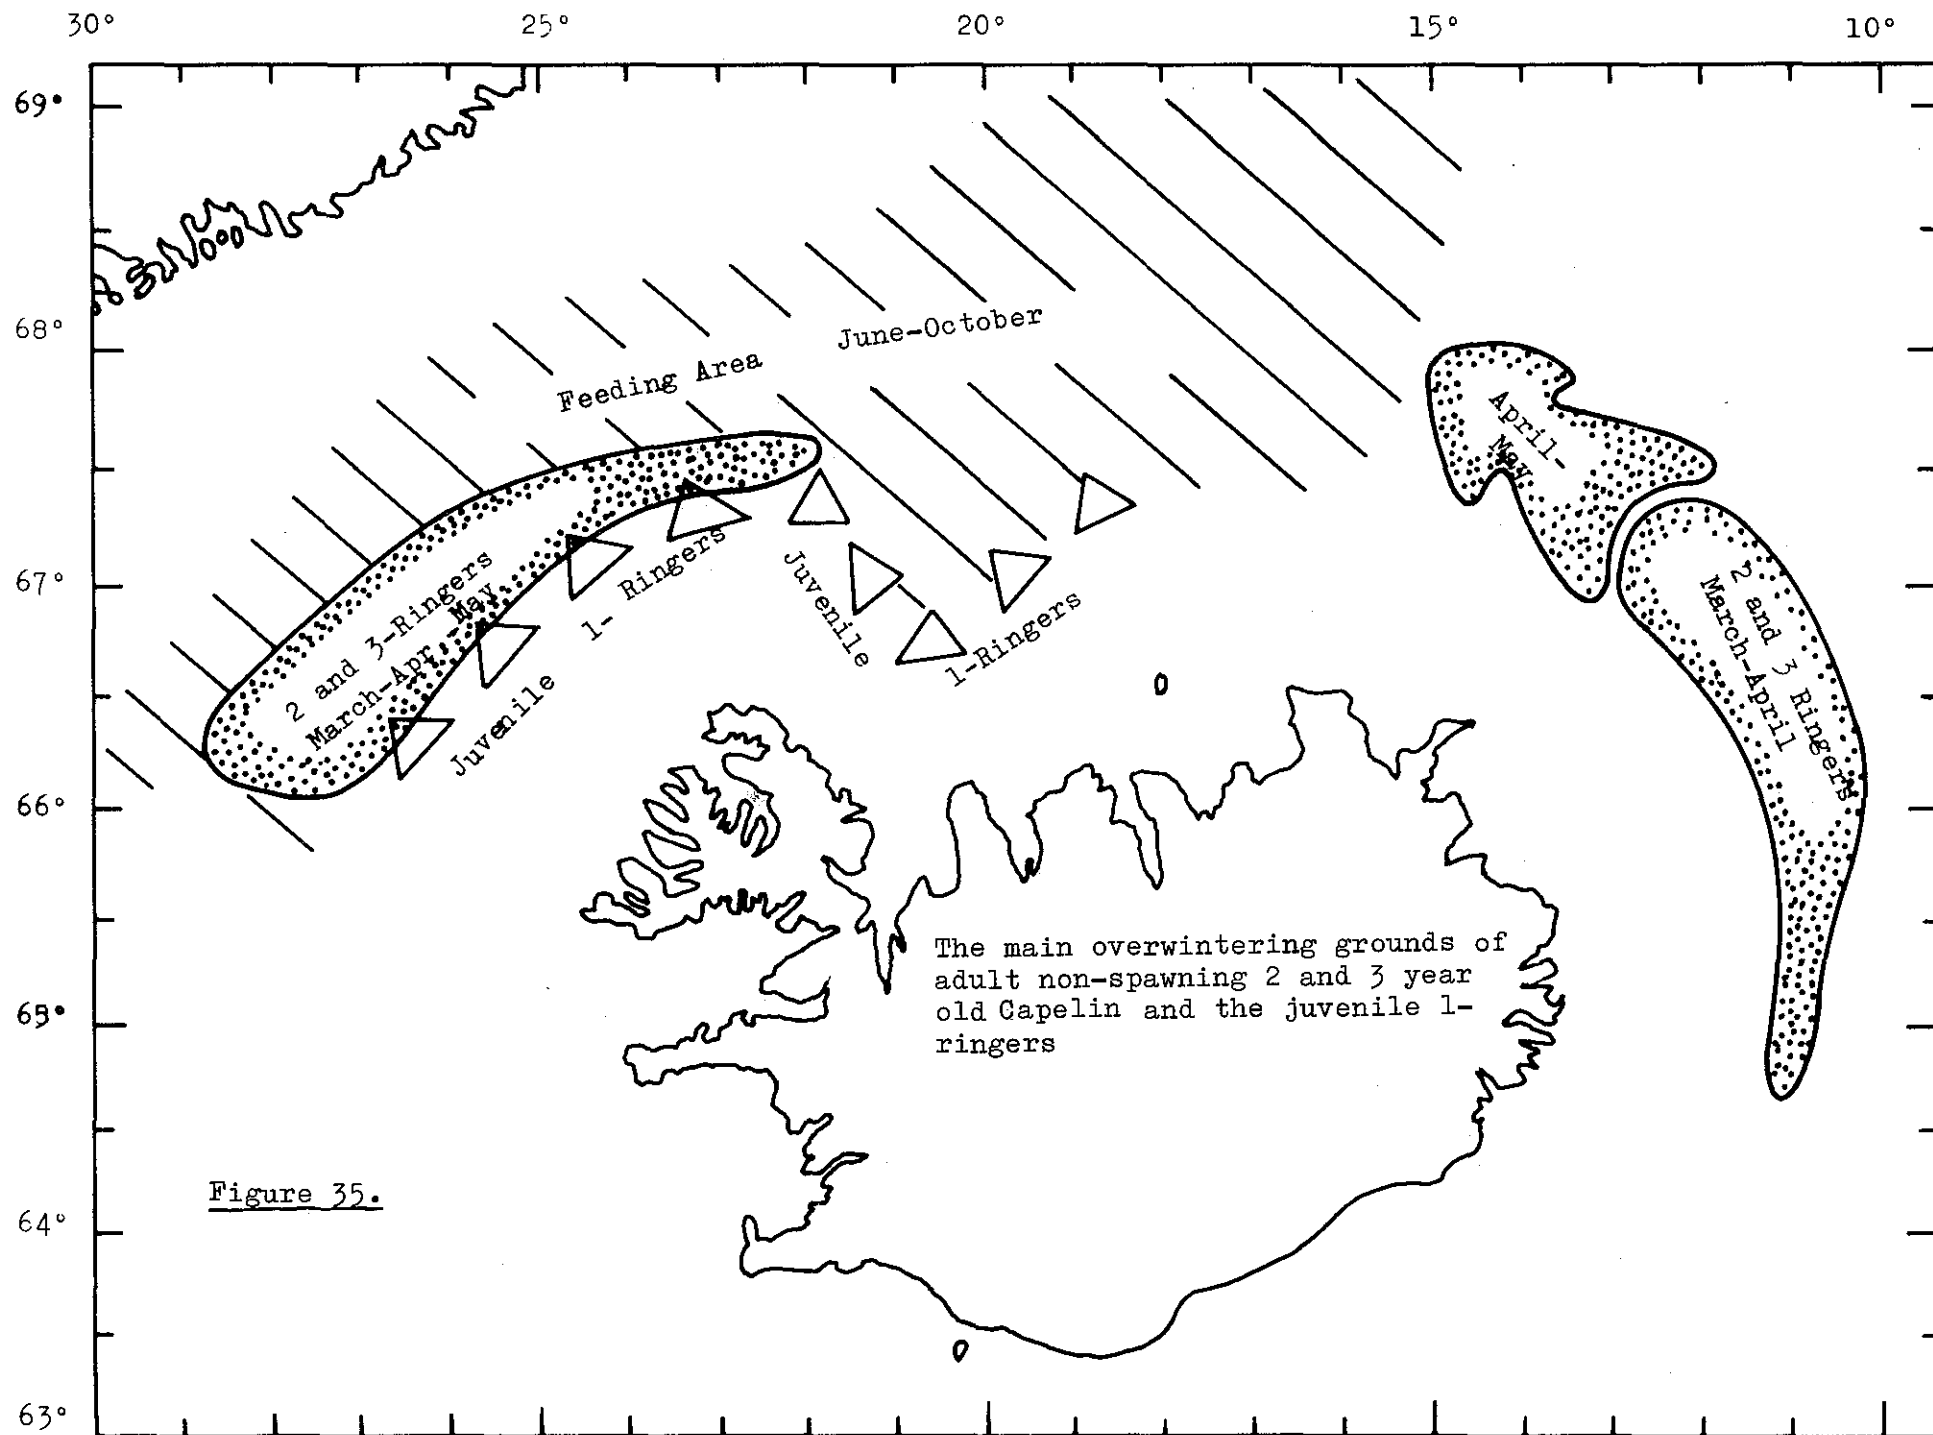 30° 25° 20° 15° 10°
69°
68°
67°
66°
65°
64°
63°
June-October
Feeding Area
April-
May
2 and 3-Ringers
March-Apr.-May
1- Ringers
Juvenile
Juvenile
1-Ringers
2 and 3 Ringers
March-April
The main overwintering grounds of
adult non-spawning 2 and 3 year
old Capelin and the juvenile 1-
ringers
Figure 35.